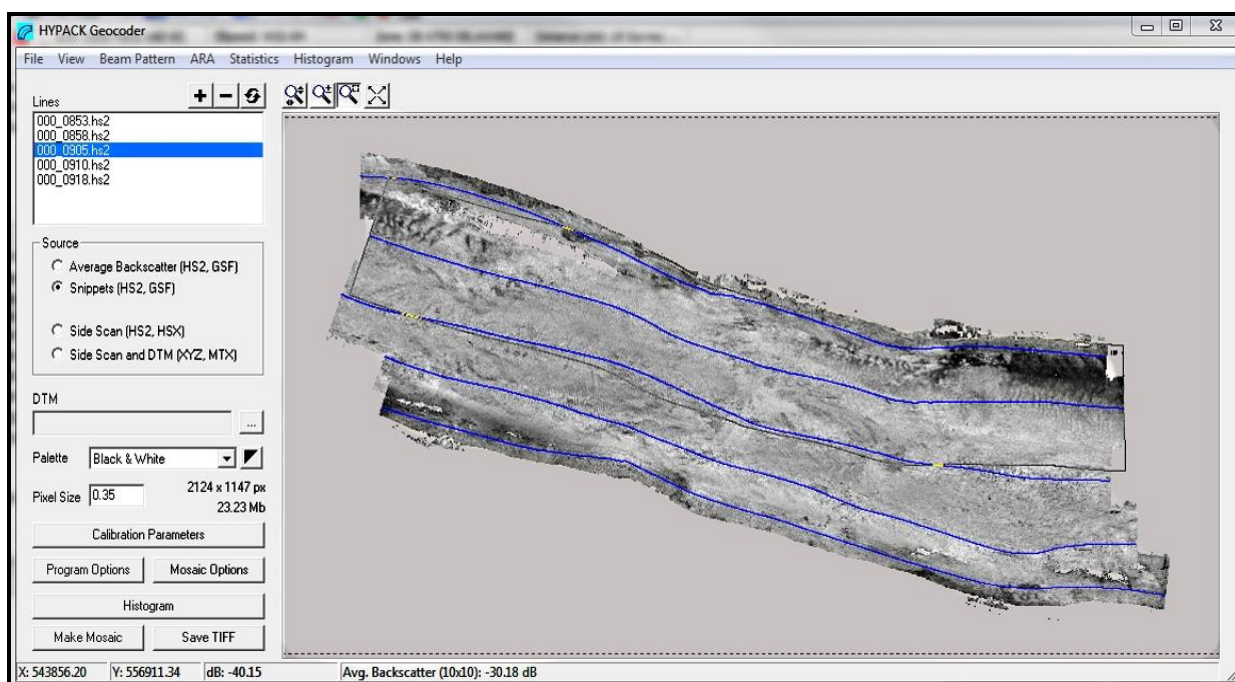 HYPACK Geocoder
File View Beam Pattern ARA Statistics Histogram Windows Help
Lines
000_0853.hs2
000_0858.hs2
000_0905.hs2
000_0910.hs2
000_0918.hs2
Source
Average Backscatter (HS2, GSF)
Snippets (HS2, GSF)
Side Scan (HS2, HSX)
Side Scan and DTM (XYZ, MTX)
DTM
...
Palette Black & White
Pixel Size 0.35 2124 x 1147 px
23.23 Mb
Calibration Parameters
Program Options Mosaic Options
Histogram
Make Mosaic Save TIFF
X: 543856.20 Y: 556911.34 dB: -40.15 Avg. Backscatter (10x10): -30.18 dB